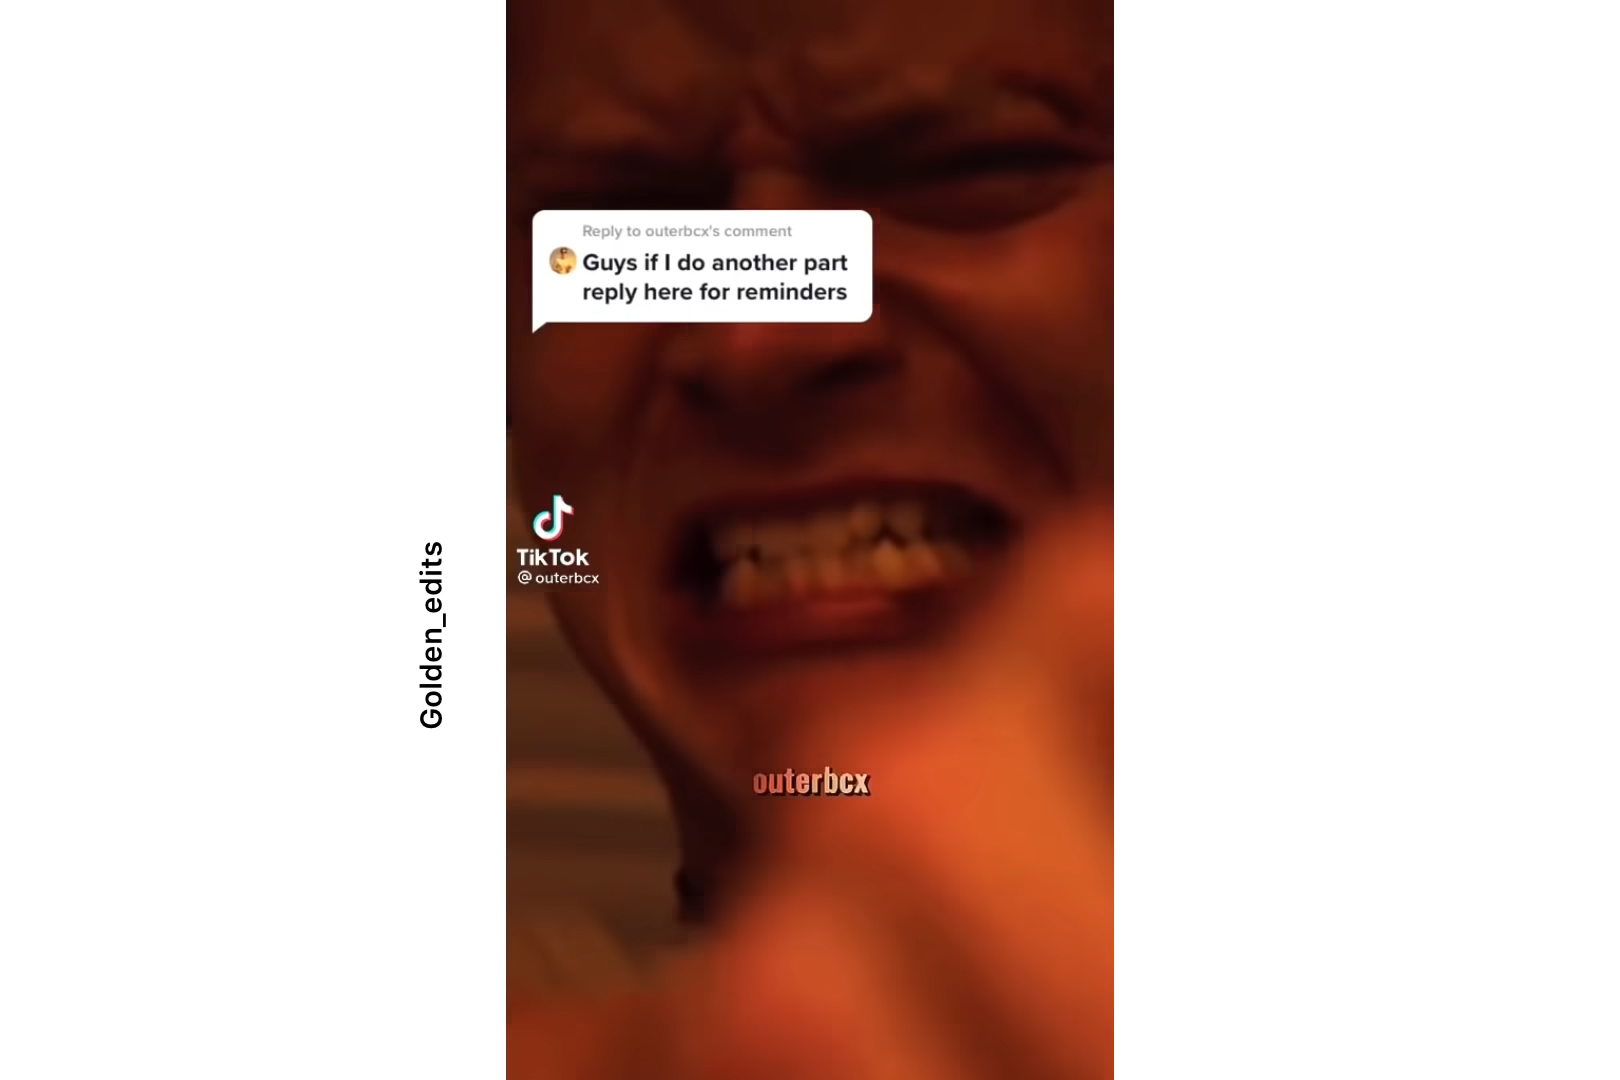 Reply to outerbcx's comment
Guys if I do another part
reply here for reminders
TikTok
@outerbcx
Golden_edits
outerbcx